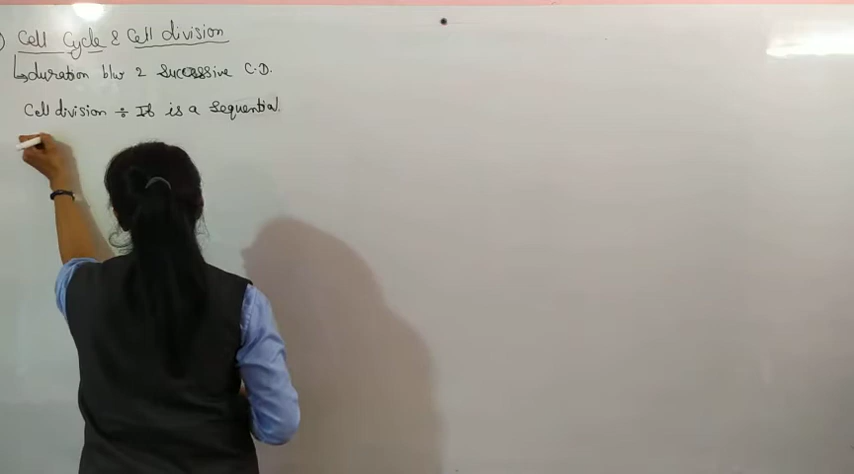 ) Cell Cycle & Cell division
↳duration b/w 2 Successive C.D.
Cell division ÷ It is a Sequential